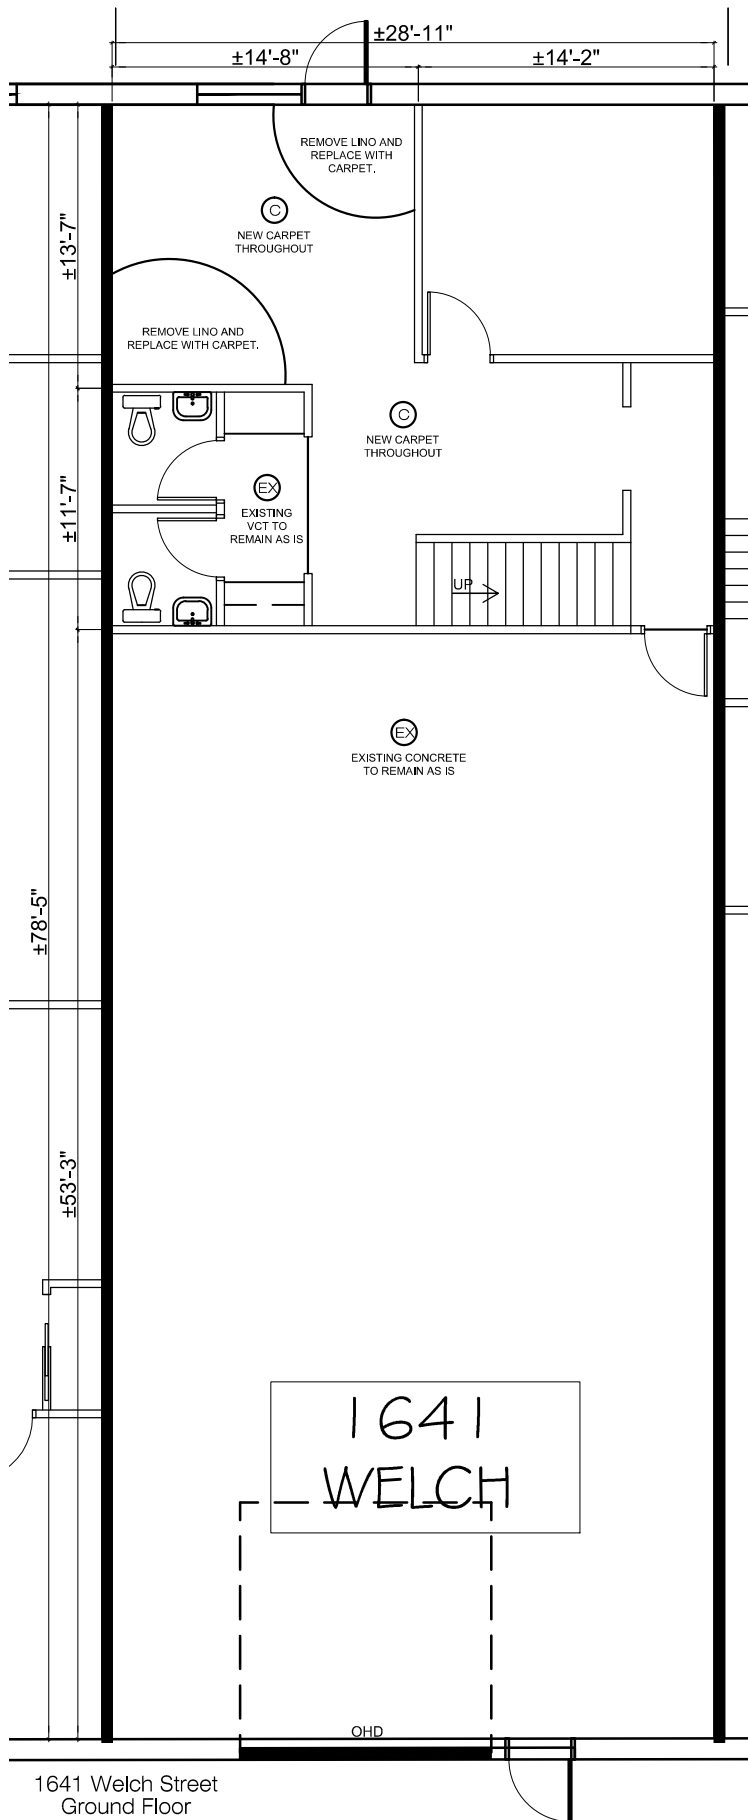 ±28'-11"
±14'-8"
±14'-2"
REMOVE LINO AND
REPLACE WITH
CARPET.
C
NEW CARPET
THROUGHOUT
±13'-7"
REMOVE LINO AND
REPLACE WITH CARPET.
C
NEW CARPET
THROUGHOUT
±11'-7"
EX
EXISTING
VCT TO
REMAIN AS IS
UP
EX
EXISTING CONCRETE
TO REMAIN AS IS
±78'-5"
±53'-3"
1641
WELCH
OHD
1641 Welch Street
Ground Floor